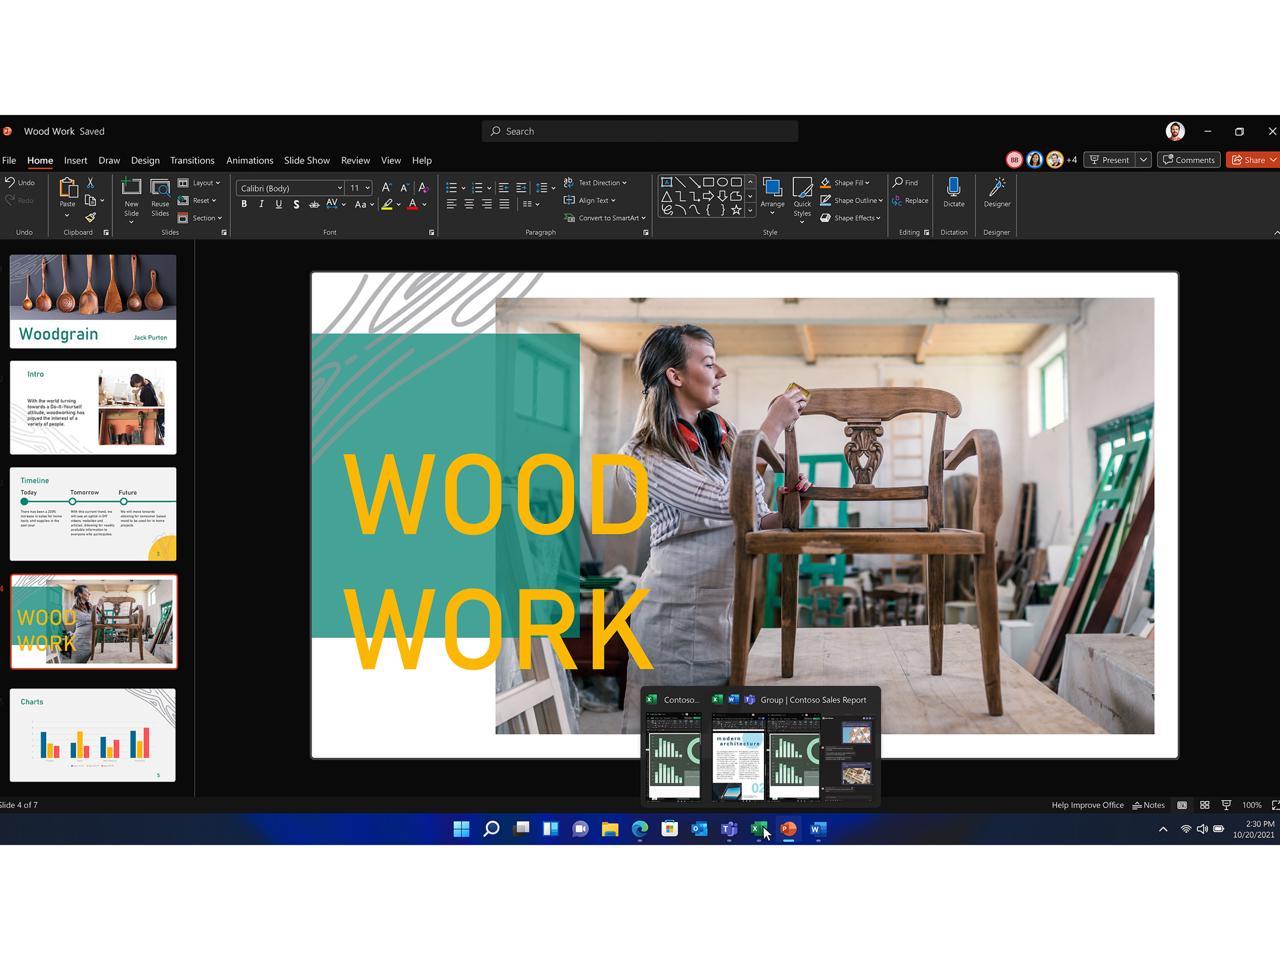 Wood Work Saved
Search
File Home Insert Draw Design Transitions Animations Slide Show Review View Help
BB +4 Present Comments Share
Undo
Redo
Paste
New Slide
Reuse Slides
Layout
Reset
Section
Calibri (Body) 11
B I U S ab AV Aa A
Text Direction
Align Text
Convert to SmartArt
Arrange
Quick Styles
Shape Fill
Shape Outline
Shape Effects
Find
Replace
Dictate
Designer
Undo Clipboard Slides Font Paragraph Style Editing Dictation Designer
Woodgrain
Jack Purton
Intro
With the world turning
towards a Do-It-Yourself
attitude, woodworking has
piqued the interest of a
variety of people.
Timeline
Today Tomorrow Future
3
4
WOOD
WORK
Charts
5
WOOD
WORK
Contoso...
Group | Contoso Sales Report
modern
architecture
02
Slide 4 of 7
Help Improve Office Notes 100%
2:30 PM
10/20/2021